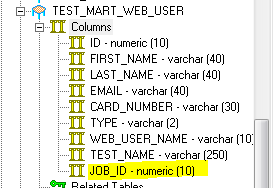 TEST_MART_WEB_USER
Columns
ID - numeric (10)
FIRST_NAME - varchar (40)
LAST_NAME - varchar (40)
EMAIL - varchar (40)
CARD_NUMBER - varchar (30)
TYPE - varchar (2)
WEB_USER_NAME - varchar (10
TEST_NAME - varchar (250)
JOB_ID - numeric (10)
Related Tables